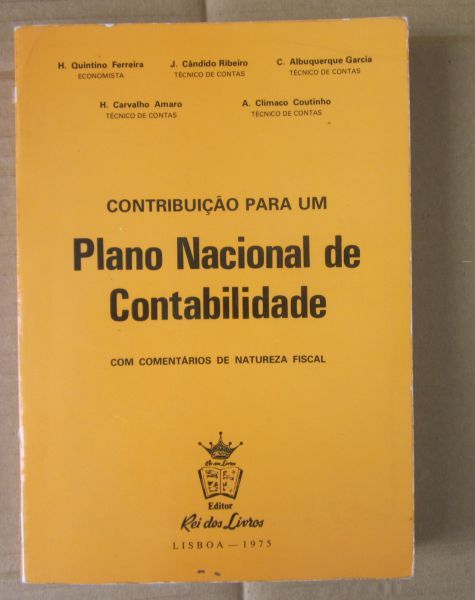 H. Quintino Ferreira J. Cândido Ribeiro C. Albuquerque Garcia
ECONOMISTA TÉCNICO DE CONTAS TÉCNICO DE CONTAS
H. Carvalho Amaro A. Clímaco Coutinho
TÉCNICO DE CONTAS TÉCNICO DE CONTAS
CONTRIBUIÇÃO PARA UM
Plano Nacional de
Contabilidade
COM COMENTÁRIOS DE NATUREZA FISCAL
Editor
Rei dos Livros
LISBOA — 1975